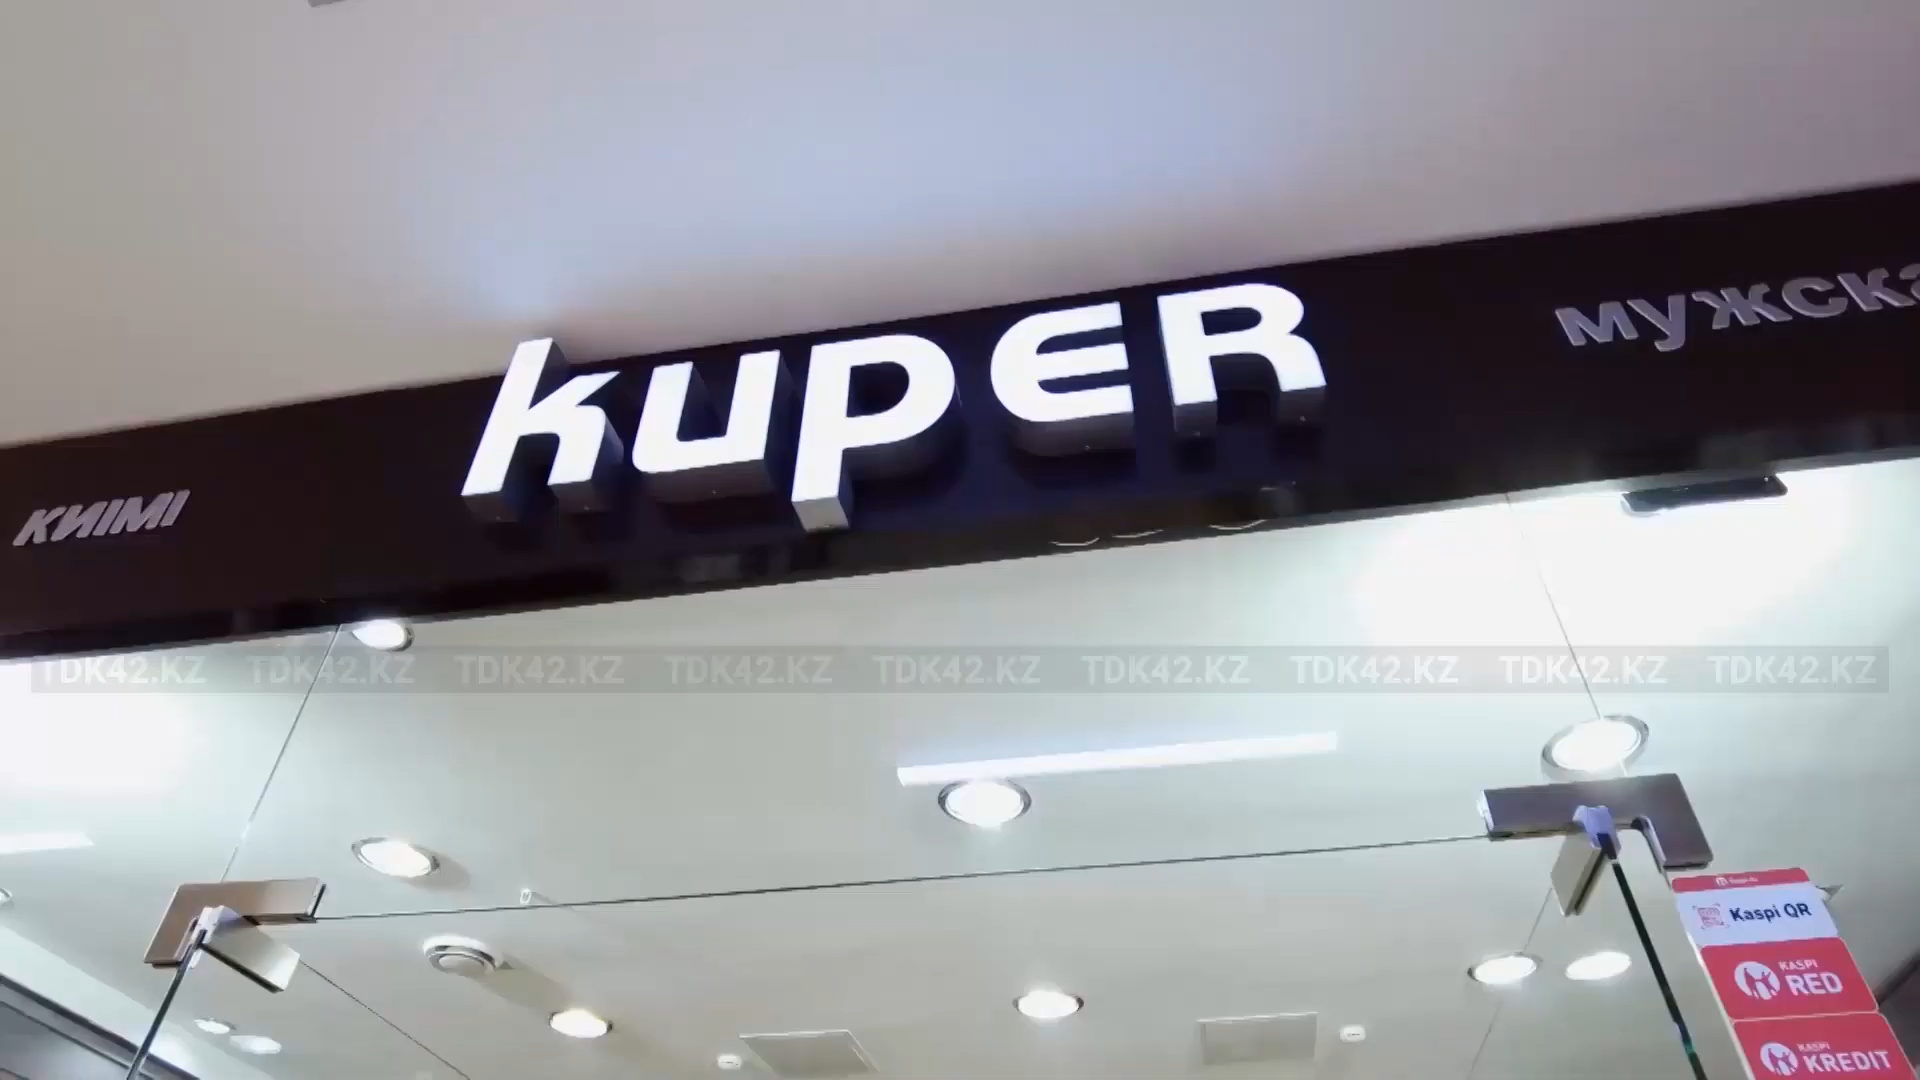 киімі
kuper
мужска
TDK42.KZ TDK42.KZ TDK42.KZ TDK42.KZ TDK42.KZ TDK42.KZ TDK42.KZ TDK42.KZ TDK42.KZ
Kaspi QR
KASPI
RED
KASPI
KREDIT